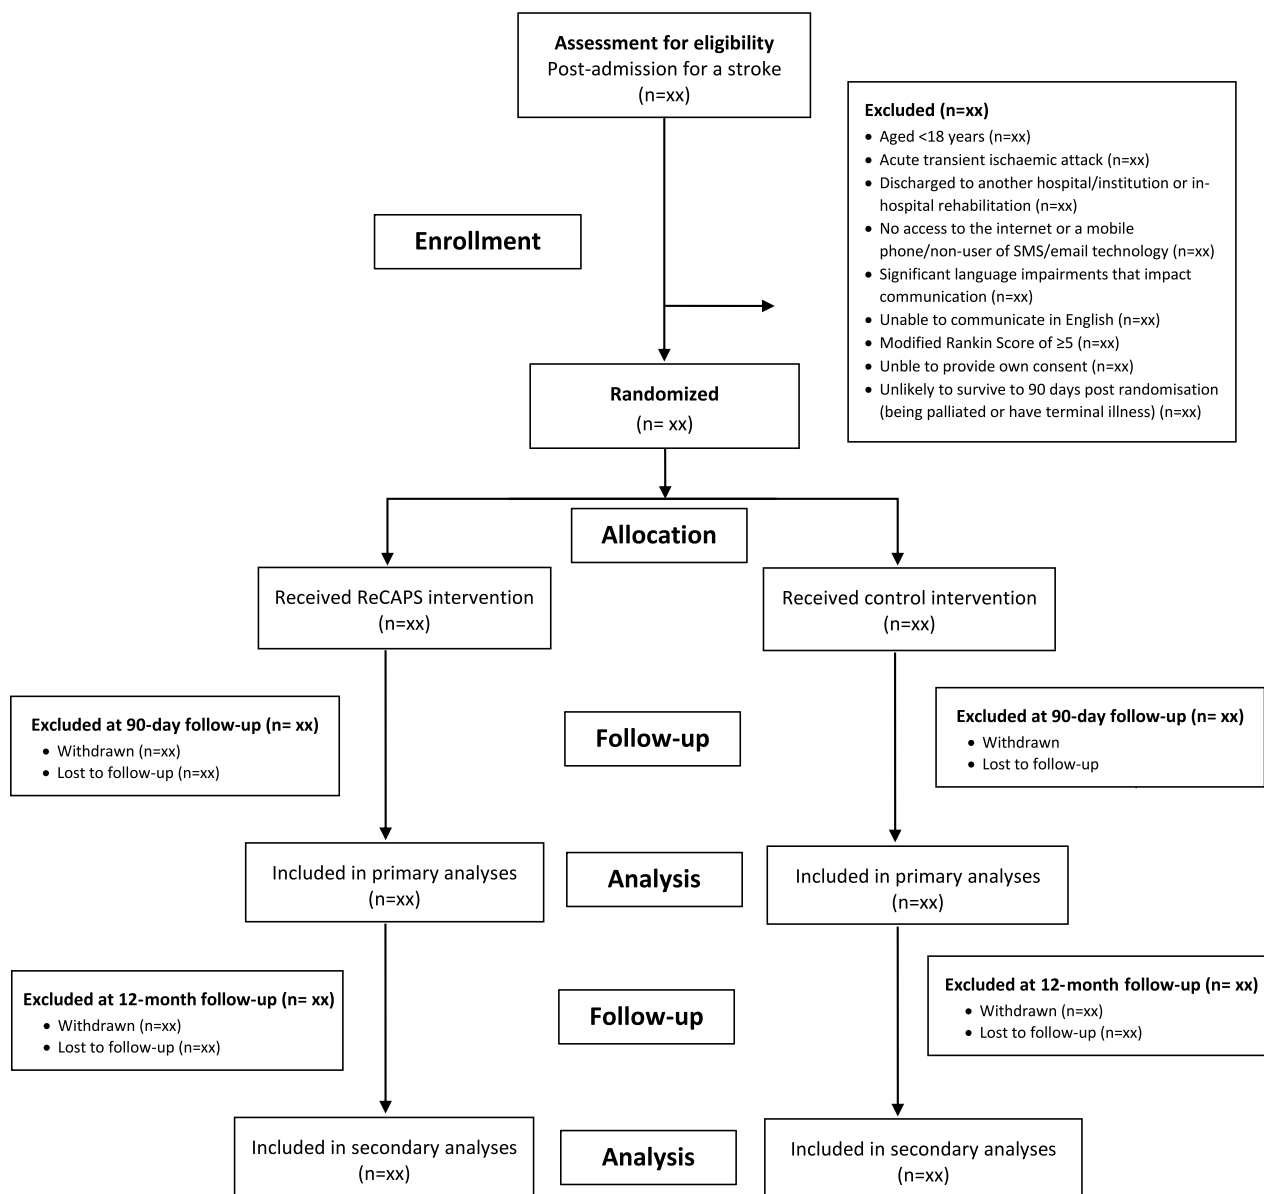 Assessment for eligibility
Post-admission for a stroke
(n=xx)
Excluded (n=xx)
• Aged <18 years (n=xx)
• Acute transient ischaemic attack (n=xx)
• Discharged to another hospital/institution or in-
hospital rehabilitation (n=xx)
• No access to the internet or a mobile
phone/non-user of SMS/email technology (n=xx)
• Significant language impairments that impact
communication (n=xx)
• Unable to communicate in English (n=xx)
• Modified Rankin Score of ≥5 (n=xx)
• Unble to provide own consent (n=xx)
• Unlikely to survive to 90 days post randomisation
(being palliated or have terminal illness) (n=xx)
Enrollment
Randomized
(n= xx)
Allocation
Received ReCAPS intervention
(n=xx)
Received control intervention
(n=xx)
Excluded at 90-day follow-up (n= xx)
• Withdrawn (n=xx)
• Lost to follow-up (n=xx)
Follow-up
Excluded at 90-day follow-up (n= xx)
• Withdrawn
• Lost to follow-up
Included in primary analyses
(n=xx)
Analysis
Included in primary analyses
(n=xx)
Excluded at 12-month follow-up (n= xx)
• Withdrawn (n=xx)
• Lost to follow-up (n=xx)
Follow-up
Excluded at 12-month follow-up (n= xx)
• Withdrawn (n=xx)
• Lost to follow-up (n=xx)
Included in secondary analyses
(n=xx)
Analysis
Included in secondary analyses
(n=xx)